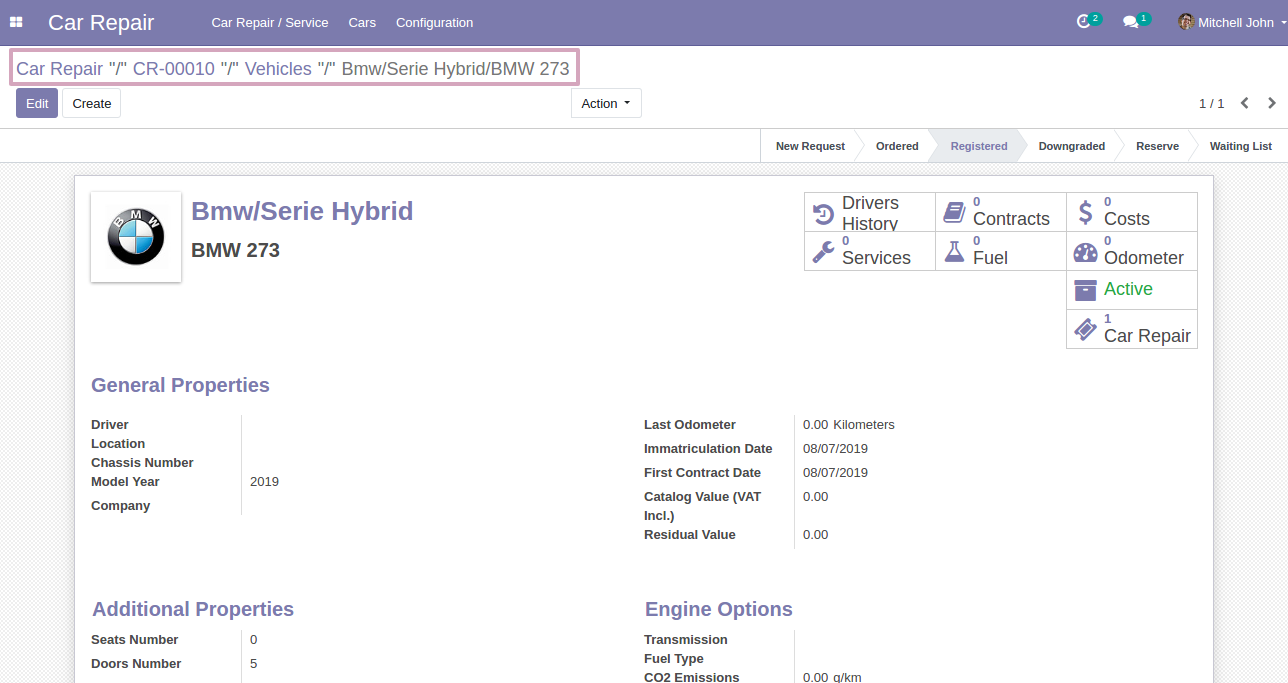 Car Repair Car Repair / Service Cars Configuration 2 1 Mitchell John
Car Repair "/" CR-00010 "/" Vehicles "/" Bmw/Serie Hybrid/BMW 273
Edit Create Action 1 / 1
New Request Ordered Registered Downgraded Reserve Waiting List
BMW
Bmw/Serie Hybrid
BMW 273
Drivers History
0 Contracts
$ 0 Costs
0 Services
0 Fuel
0 Odometer
Active
1 Car Repair
General Properties
Driver
Location
Chassis Number
Model Year 2019
Company
Last Odometer 0.00 Kilometers
Immatriculation Date 08/07/2019
First Contract Date 08/07/2019
Catalog Value (VAT 0.00
Incl.)
Residual Value 0.00
Additional Properties
Seats Number 0
Doors Number 5
Engine Options
Transmission
Fuel Type
CO2 Emissions 0.00 g/km